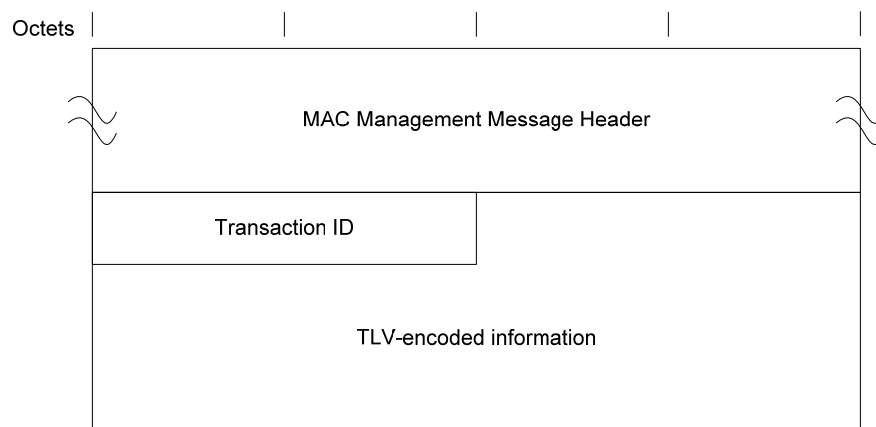 Octets
MAC Management Message Header
Transaction ID
TLV-encoded information